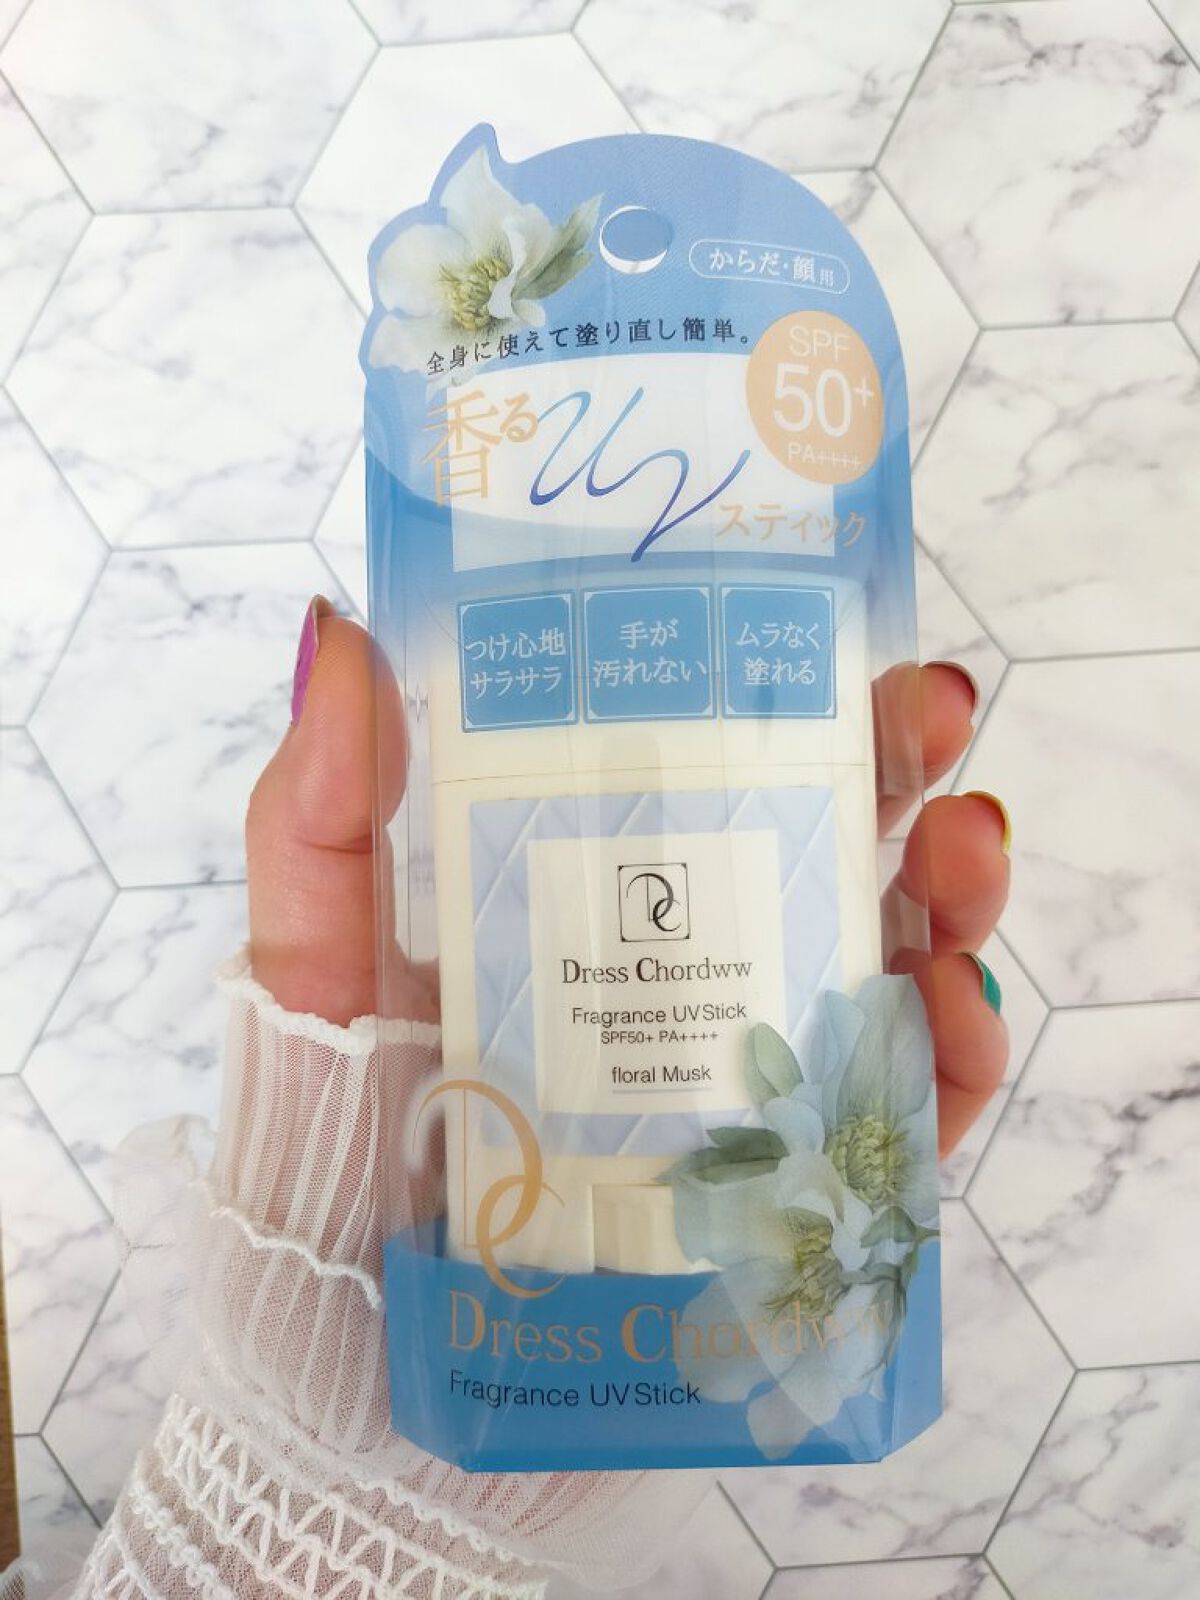 からだ・顔用
全身に使えて塗り直し簡単。
SPF
50+
PA++++
香るUV
スティック
つけ心地
サラサラ
手が
汚れない
ムラなく
塗れる
DC
Dress Chordww
Fragrance UV Stick
SPF50+ PA++++
floral Musk
DC
Dress Chordww
Fragrance UV Stick